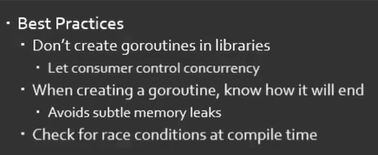 • Best Practices
• Don't create goroutines in libraries
• Let consumer control concurrency
• When creating a goroutine, know how it will end
• Avoids subtle memory leaks
• Check for race conditions at compile time